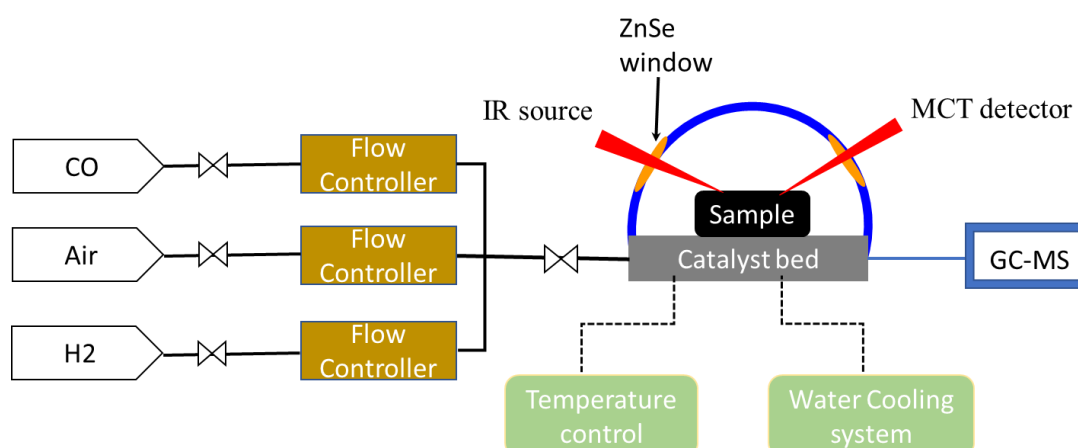 ZnSe
window
IR source
MCT detector
CO
Flow
Controller
Sample
Air
Flow
Controller
Catalyst bed
GC-MS
H2
Flow
Controller
Temperature
control
Water Cooling
system